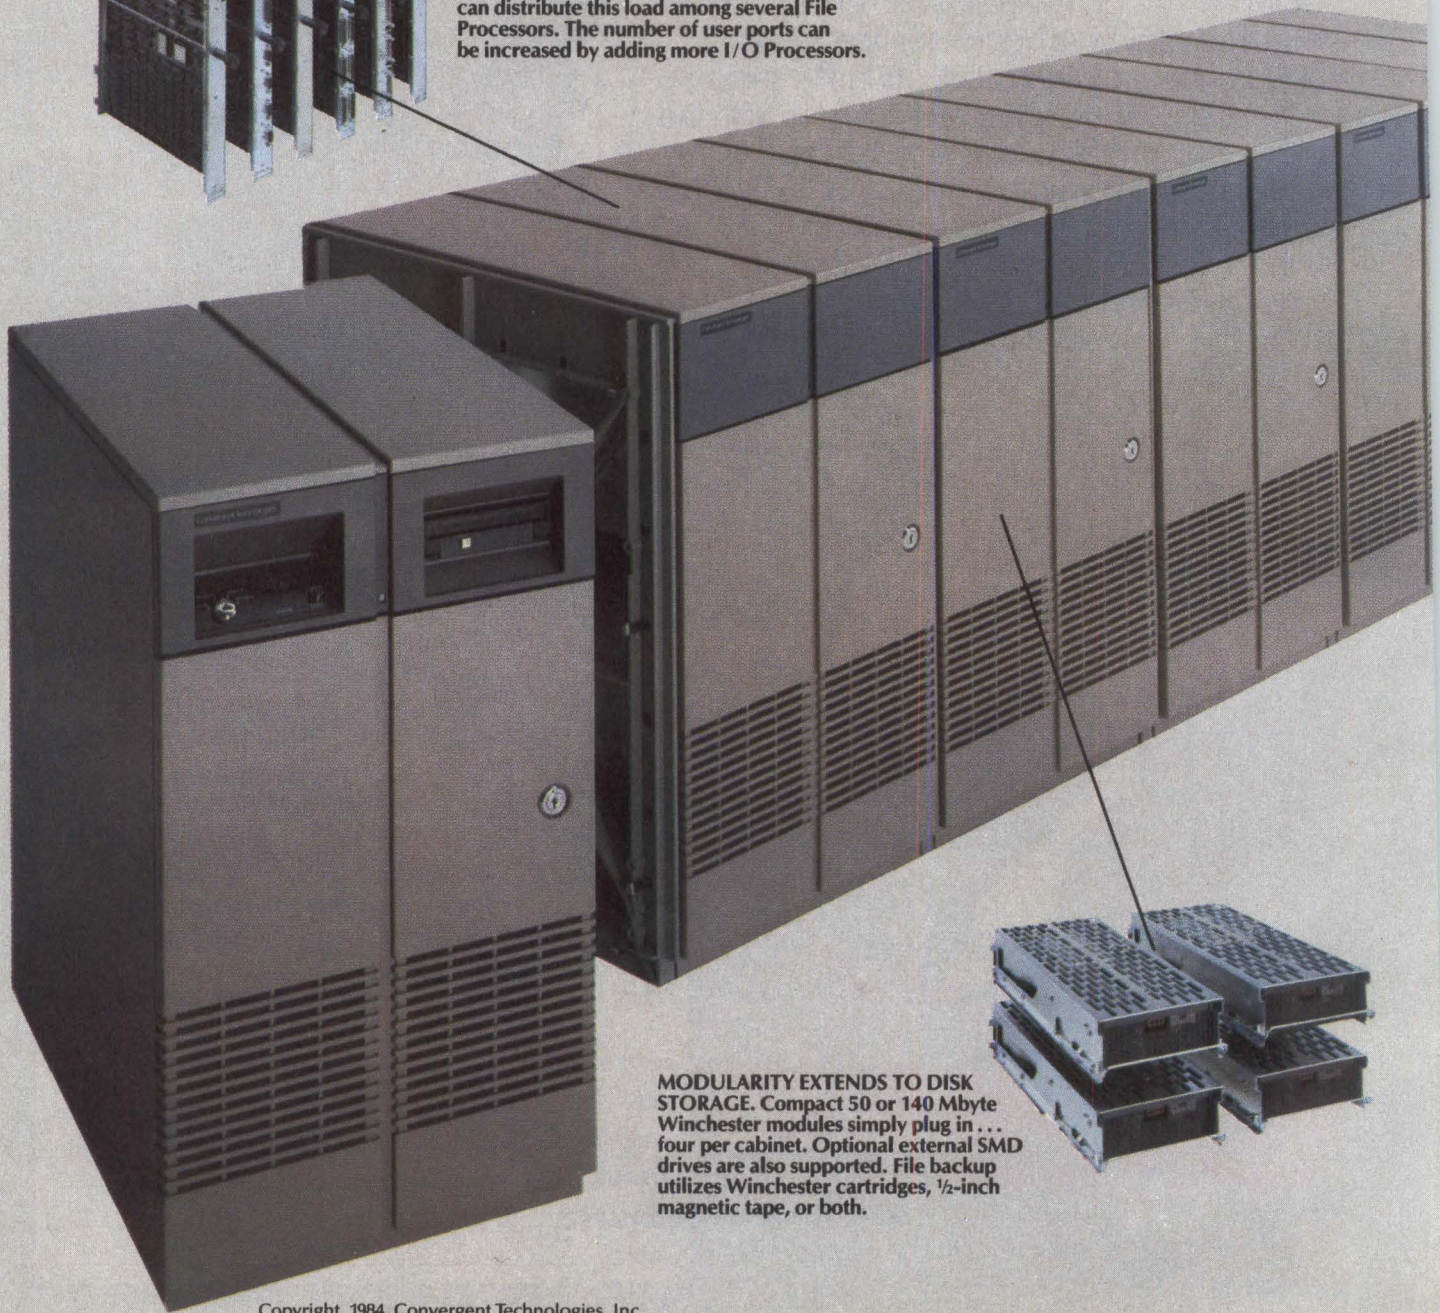 can distribute this load among several File
Processors. The number of user ports can
be increased by adding more I/O Processors.
Convergent Technologies
MODULARITY EXTENDS TO DISK
STORAGE. Compact 50 or 140 Mbyte
Winchester modules simply plug in . . .
four per cabinet. Optional external SMD
drives are also supported. File backup
utilizes Winchester cartridges, ½-inch
magnetic tape, or both.
Copyright 1984, Convergent Technologies, Inc.